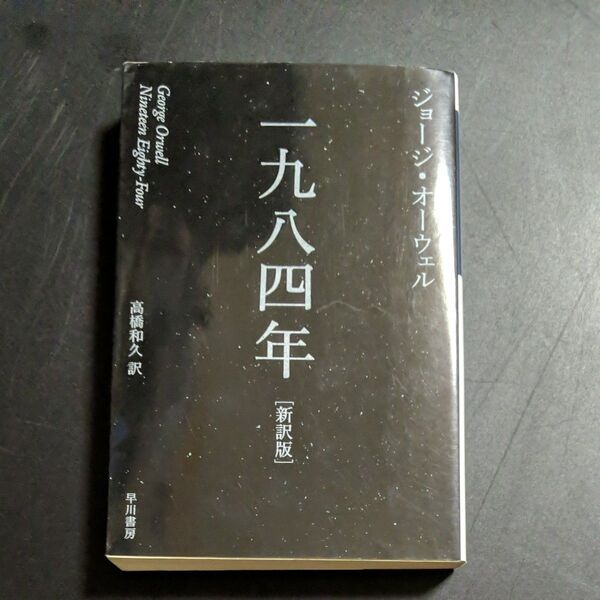 ジョージ・オーウェル
一九八四年
[新訳版]
George Orwell
Nineteen Eighty-Four
高橋和久 訳
早川書房